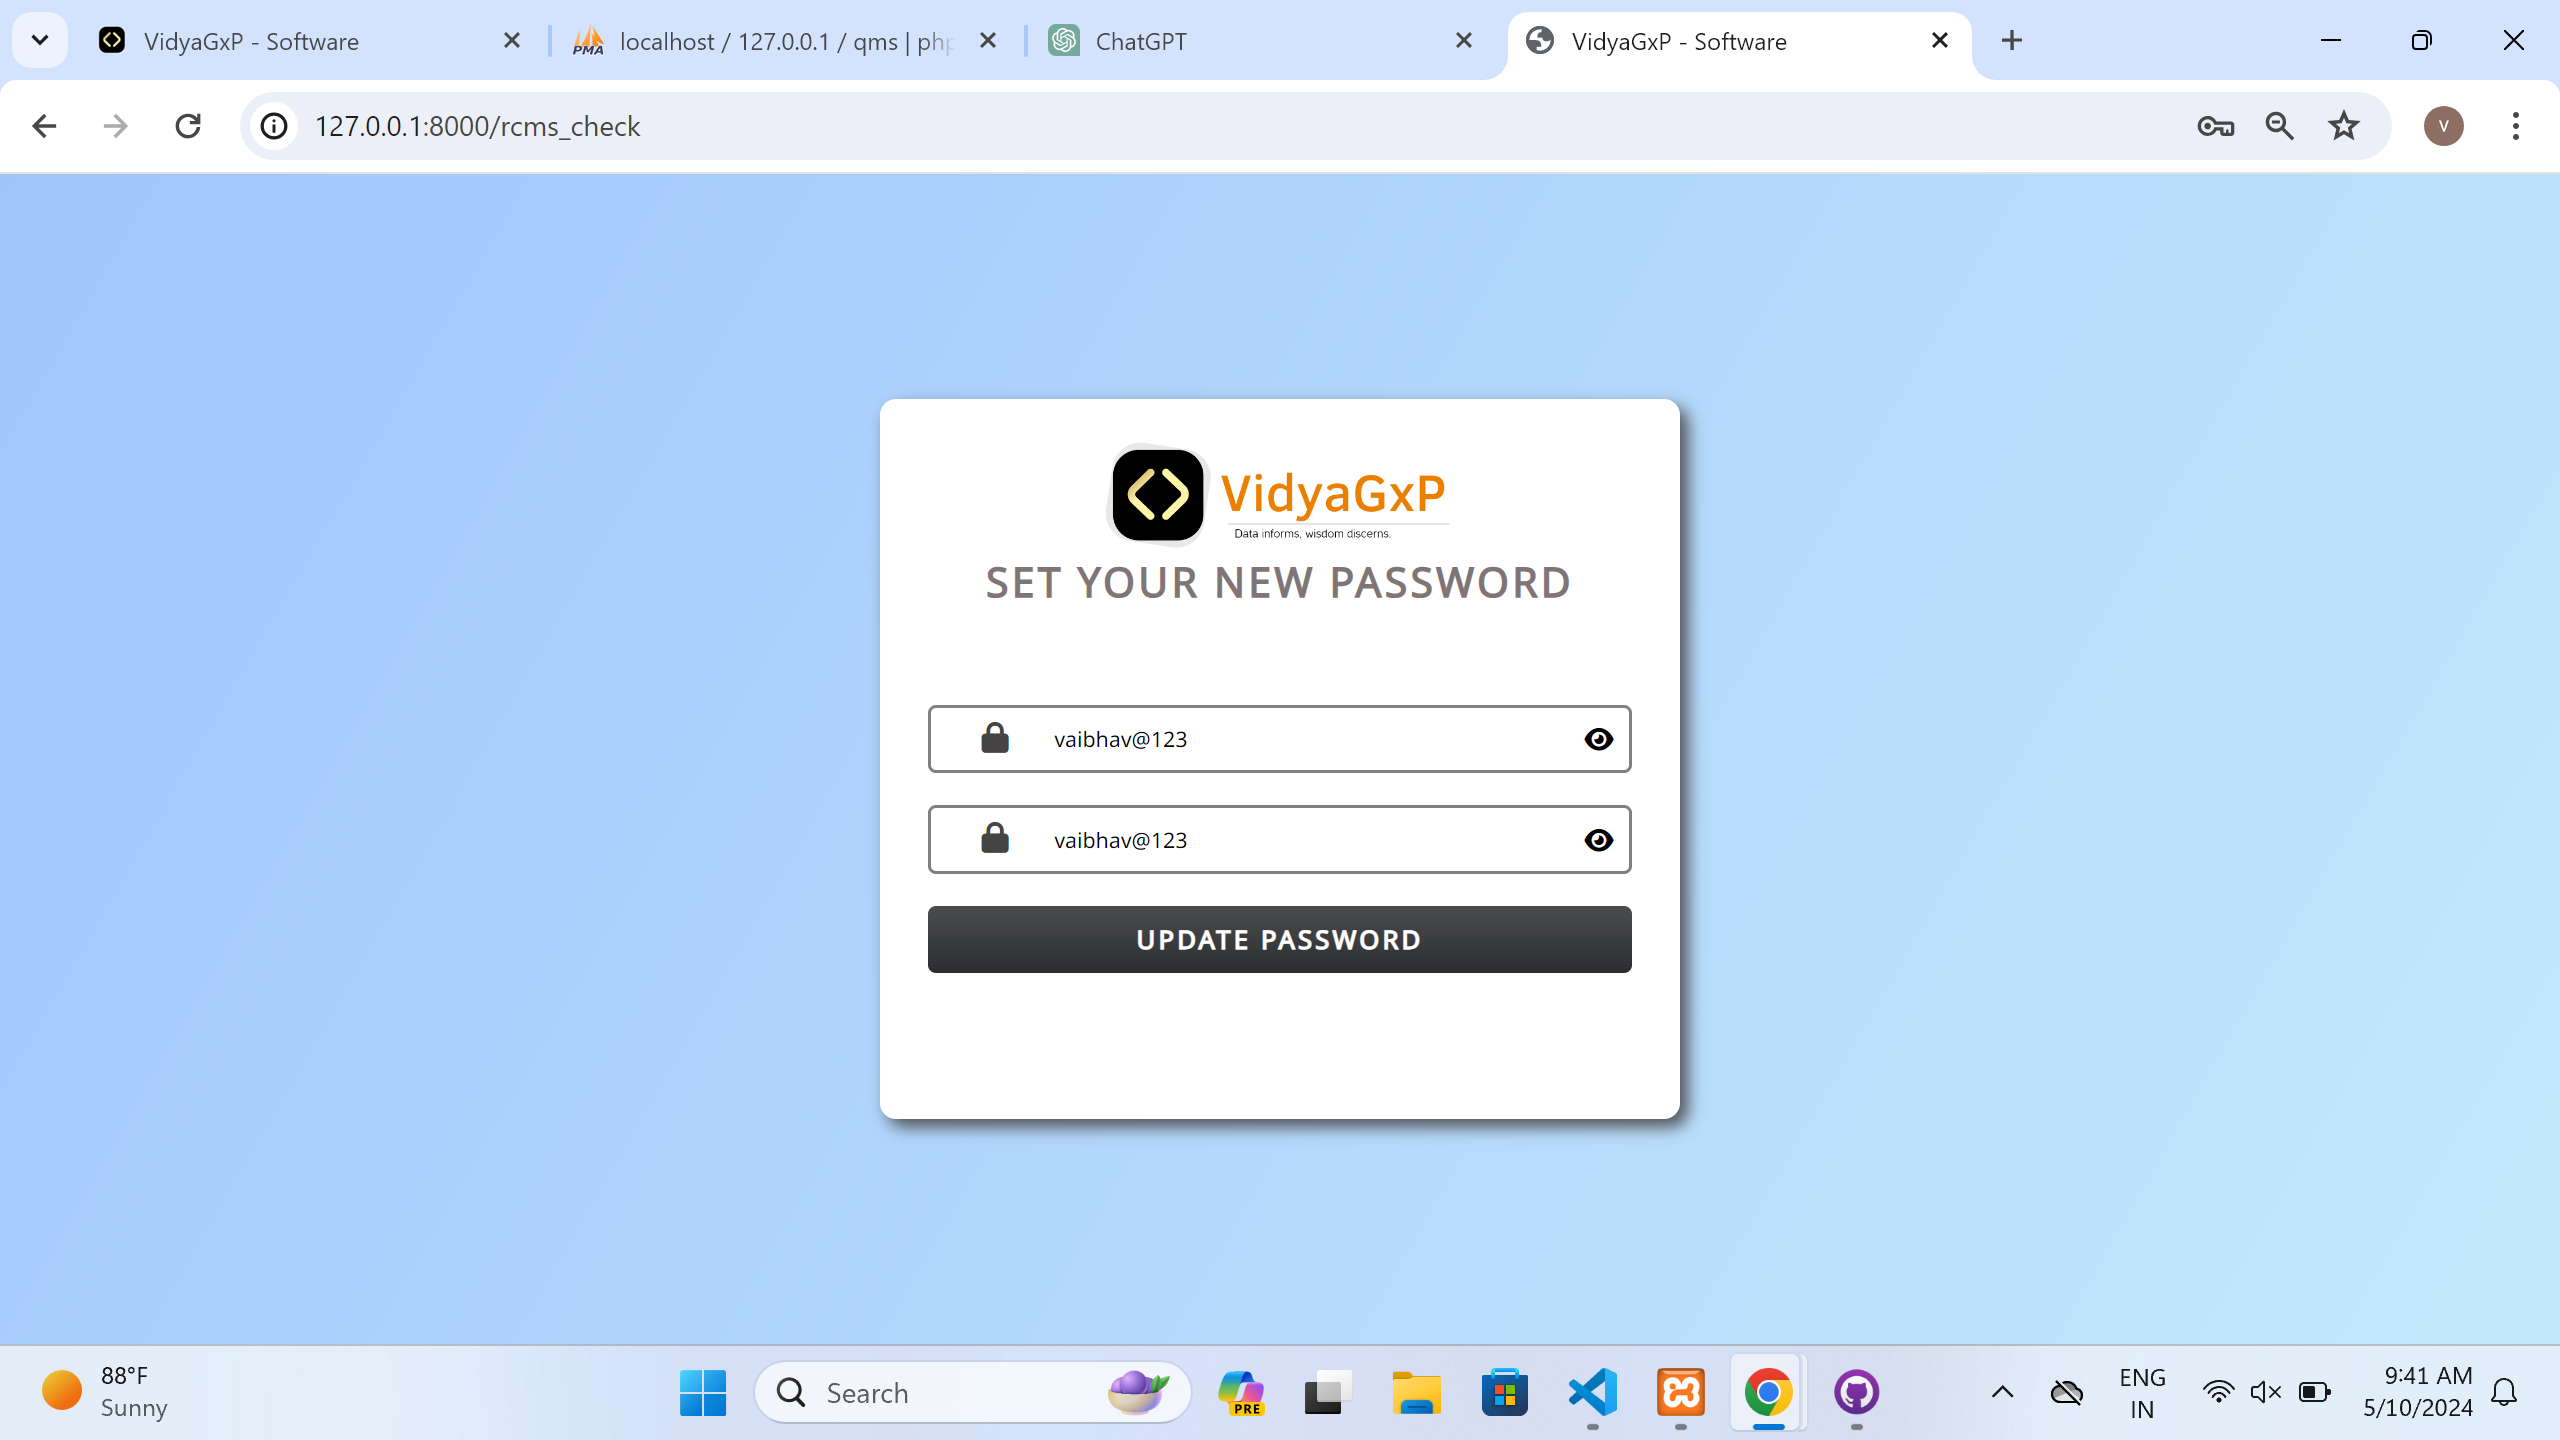 VidyaGxP - Software
localhost / 127.0.0.1 / qms | php
ChatGPT
VidyaGxP - Software
127.0.0.1:8000/rcms_check
V
VidyaGxP
Data informs, wisdom discerns.
SET YOUR NEW PASSWORD
vaibhav@123
vaibhav@123
UPDATE PASSWORD
88°F
Sunny
Search
PRE
ENG
IN
9:41 AM
5/10/2024
PMA